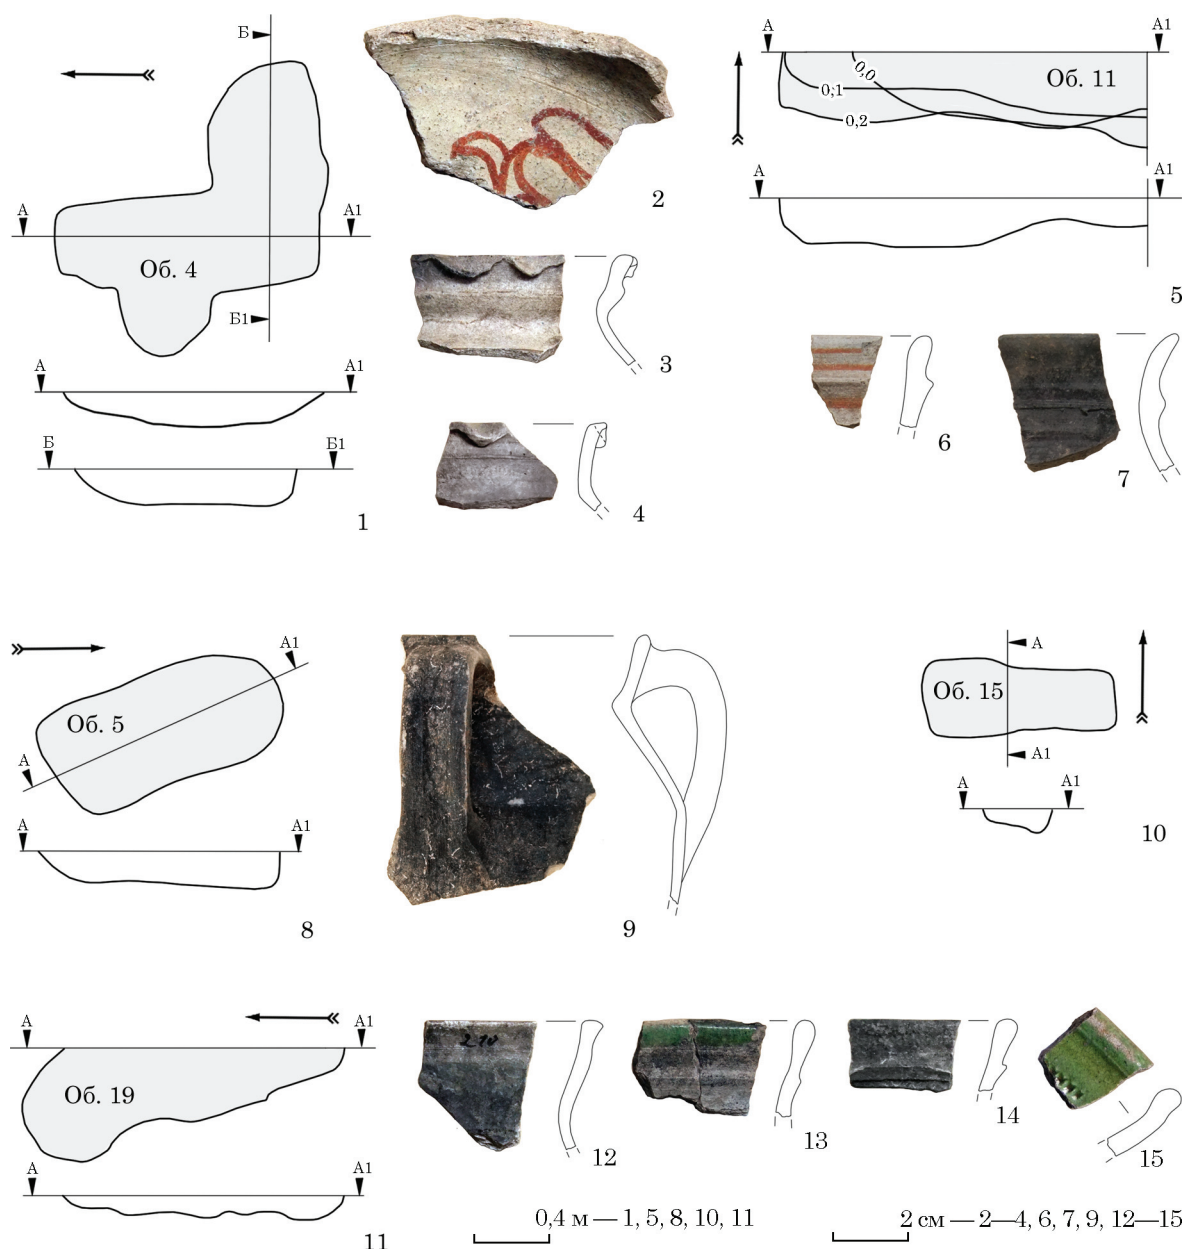 Б
А
А1
Об. 4
Б1
А
А1
Б
Б1
1
2
3
4
А
А1
0,0
0,1
0,2
Об. 11
А
А1
5
6
7
А1
Об. 5
А
А
А1
8
9
А
Об. 15
А1
А
А1
10
А
А1
Об. 19
А
А1
11
210
12
13
14
15
0,4 м — 1, 5, 8, 10, 11
2 см — 2—4, 6, 7, 9, 12—15